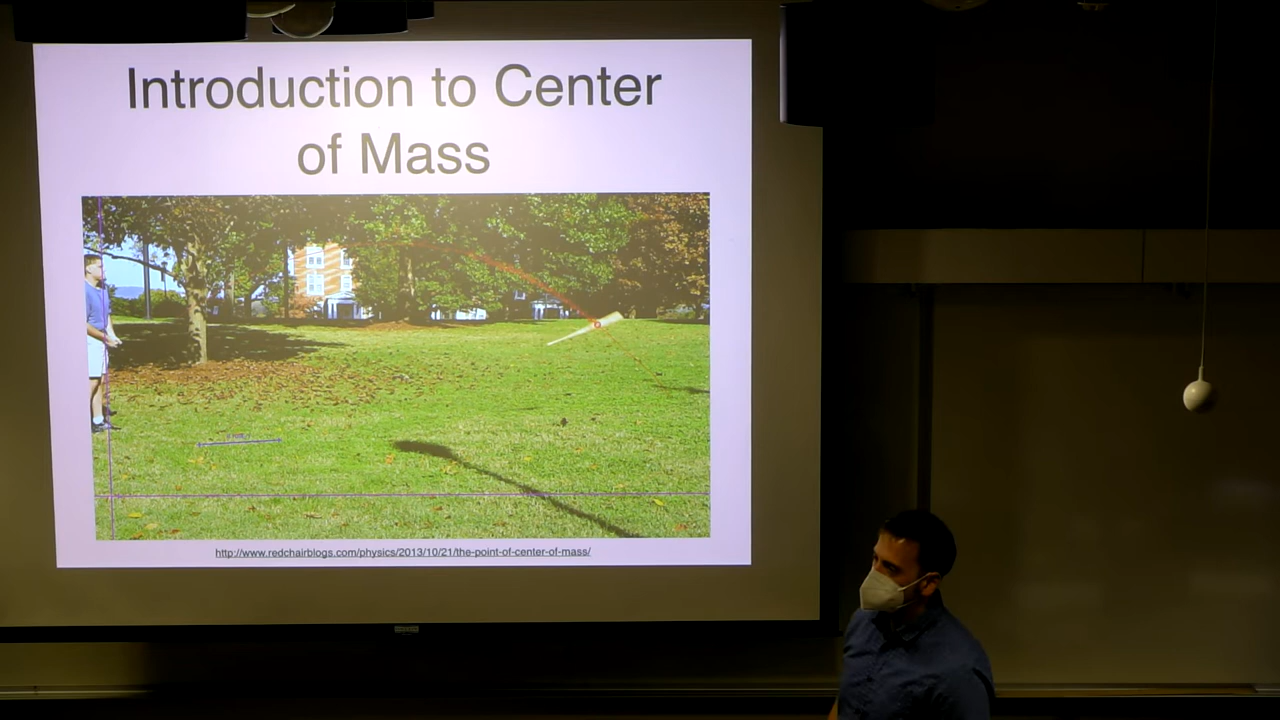 Introduction to Center
of Mass
http://www.redchairblogs.com/physics/2013/10/21/the-point-of-center-of-mass/